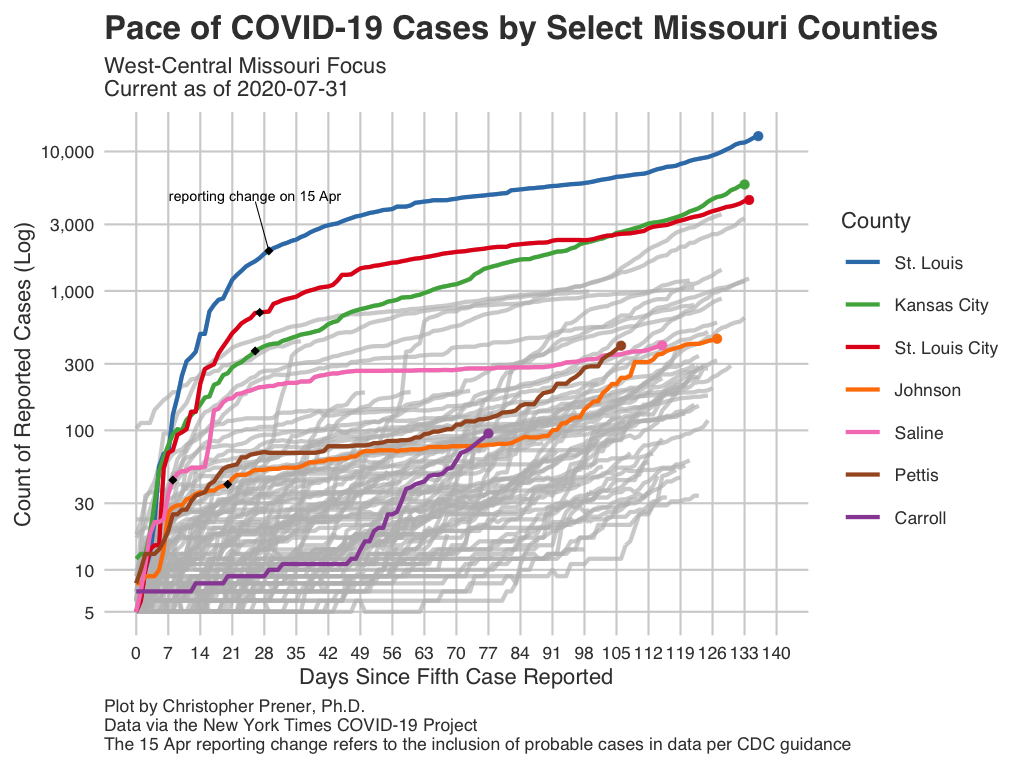 Pace of COVID-19 Cases by Select Missouri Counties
West-Central Missouri Focus
Current as of 2020-07-31
Count of Reported Cases (Log)
10,000
3,000
1,000
300
100
30
10
5
reporting change on 15 Apr
0 7 14 21 28 35 42 49 56 63 70 77 84 91 98 105 112 119 126 133 140
Days Since Fifth Case Reported
County
St. Louis
Kansas City
St. Louis City
Johnson
Saline
Pettis
Carroll
Plot by Christopher Prener, Ph.D.
Data via the New York Times COVID-19 Project
The 15 Apr reporting change refers to the inclusion of probable cases in data per CDC guidance